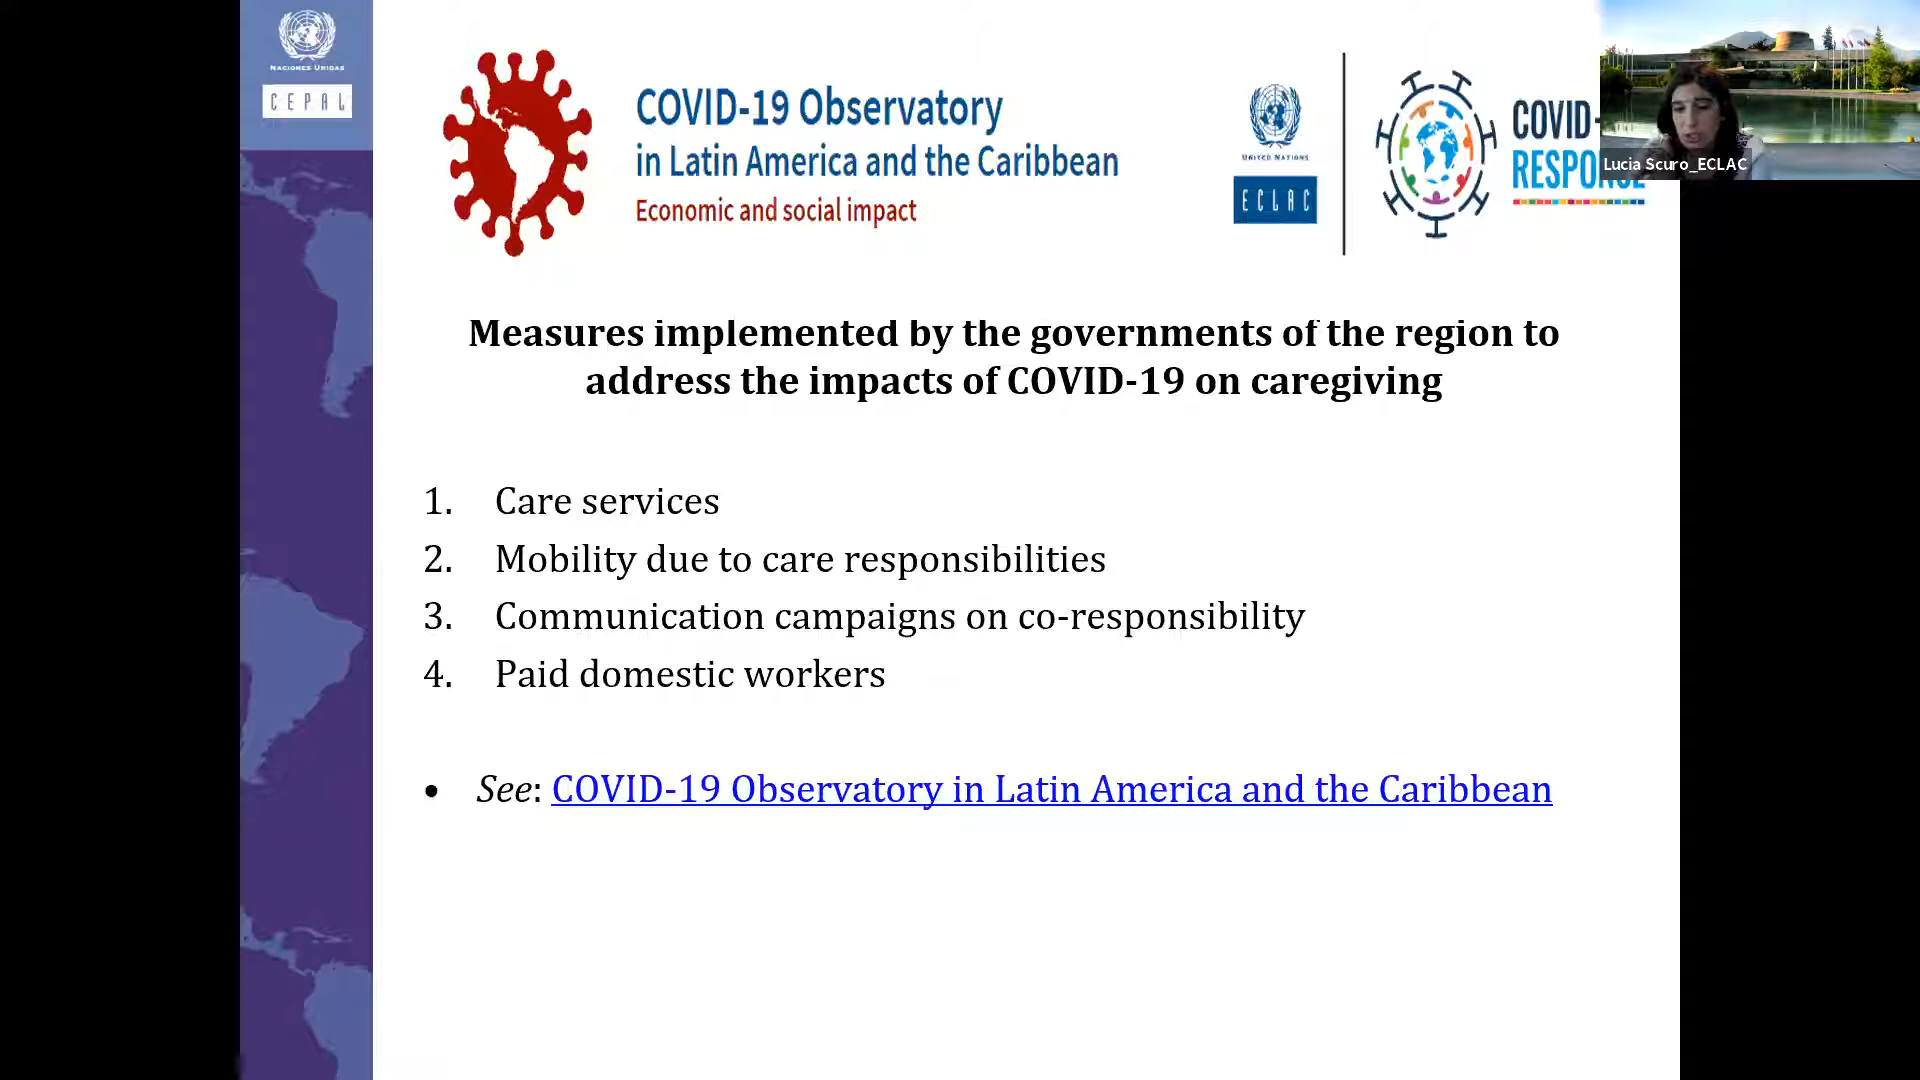 NACIONES UNIDAS
CEPAL
COVID-19 Observatory
in Latin America and the Caribbean
Economic and social impact
UNITED NATIONS
ECLAC
COVID-
RESPONSE
Lucia Scuro_ECLAC
Measures implemented by the governments of the region to
address the impacts of COVID-19 on caregiving
1. Care services
2. Mobility due to care responsibilities
3. Communication campaigns on co-responsibility
4. Paid domestic workers
• See: COVID-19 Observatory in Latin America and the Caribbean